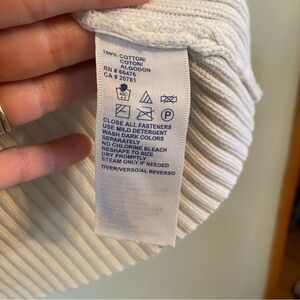 100% COTTON/
COTON/
ALGODON
RN # 66476
CA # 20781
P
CLOSE ALL FASTENERS
USE MILD DETERGENT
WASH DARK COLORS
SEPARATELY
NO CHLORINE BLEACH
RESHAPE TO SIZE
DRY PROMPTLY
STEAM ONLY IF NEEDED
OVER/VERSO/AL REVERSO